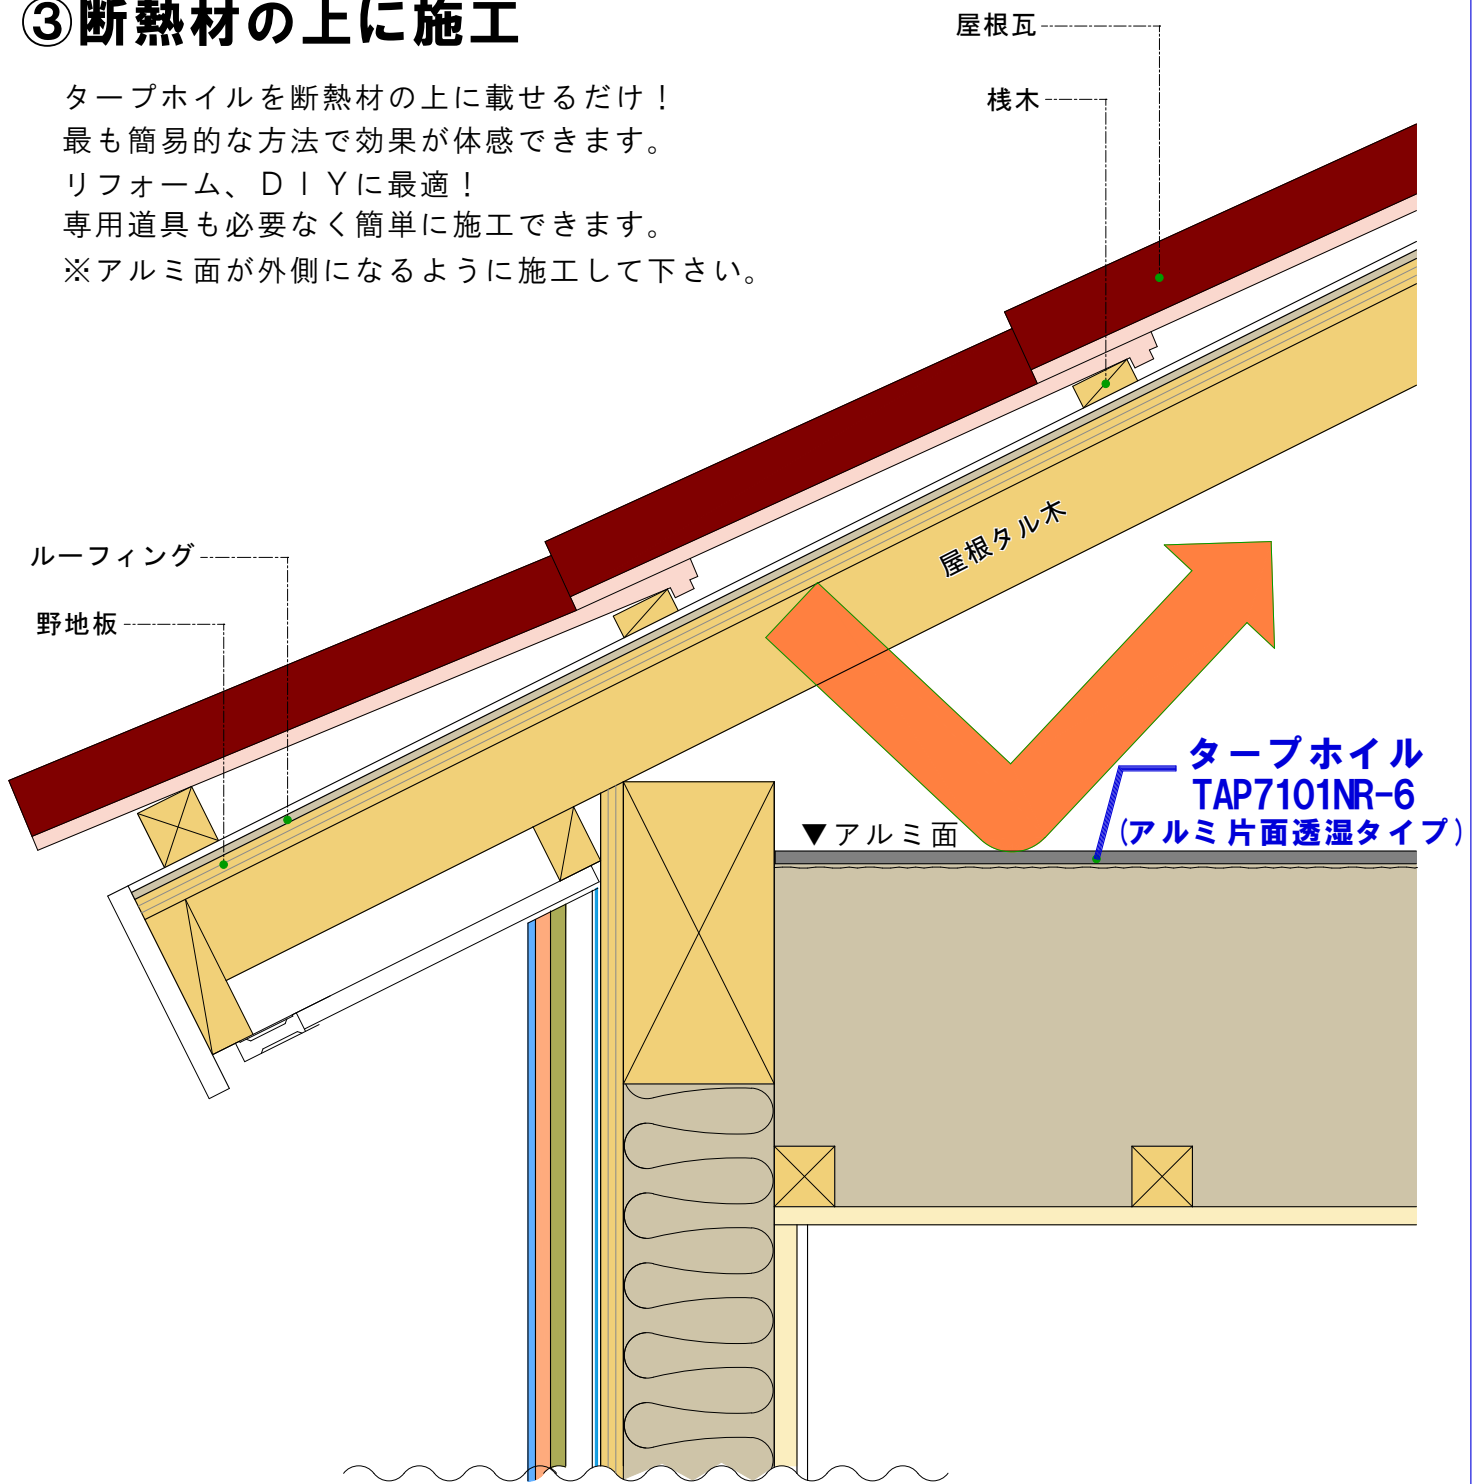 ③断熱材の上に施工
タープホイルを断熱材の上に載せるだけ！
最も簡易的な方法で効果が体感できます。
リフォーム、ＤＩＹに最適！
専用道具も必要なく簡単に施工できます。
※アルミ面が外側になるように施工して下さい。
屋根瓦
桟木
屋根タル木
ルーフィング
野地板
タープホイル
TAP7101NR-6
(アルミ片面透湿タイプ)
▼アルミ面